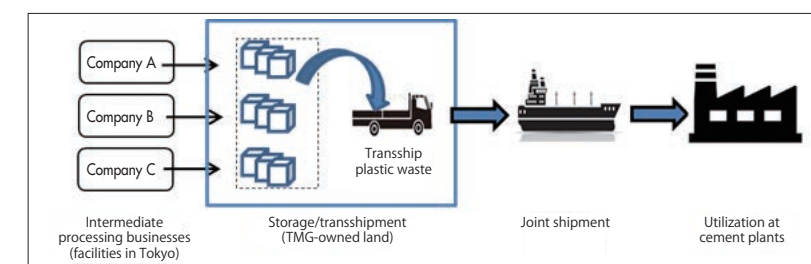 Company A
Company B
Company C
Transship
plastic waste
Intermediate
processing businesses
(facilities in Tokyo)
Storage/transshipment
(TMG-owned land)
Joint shipment
Utilization at
cement plants